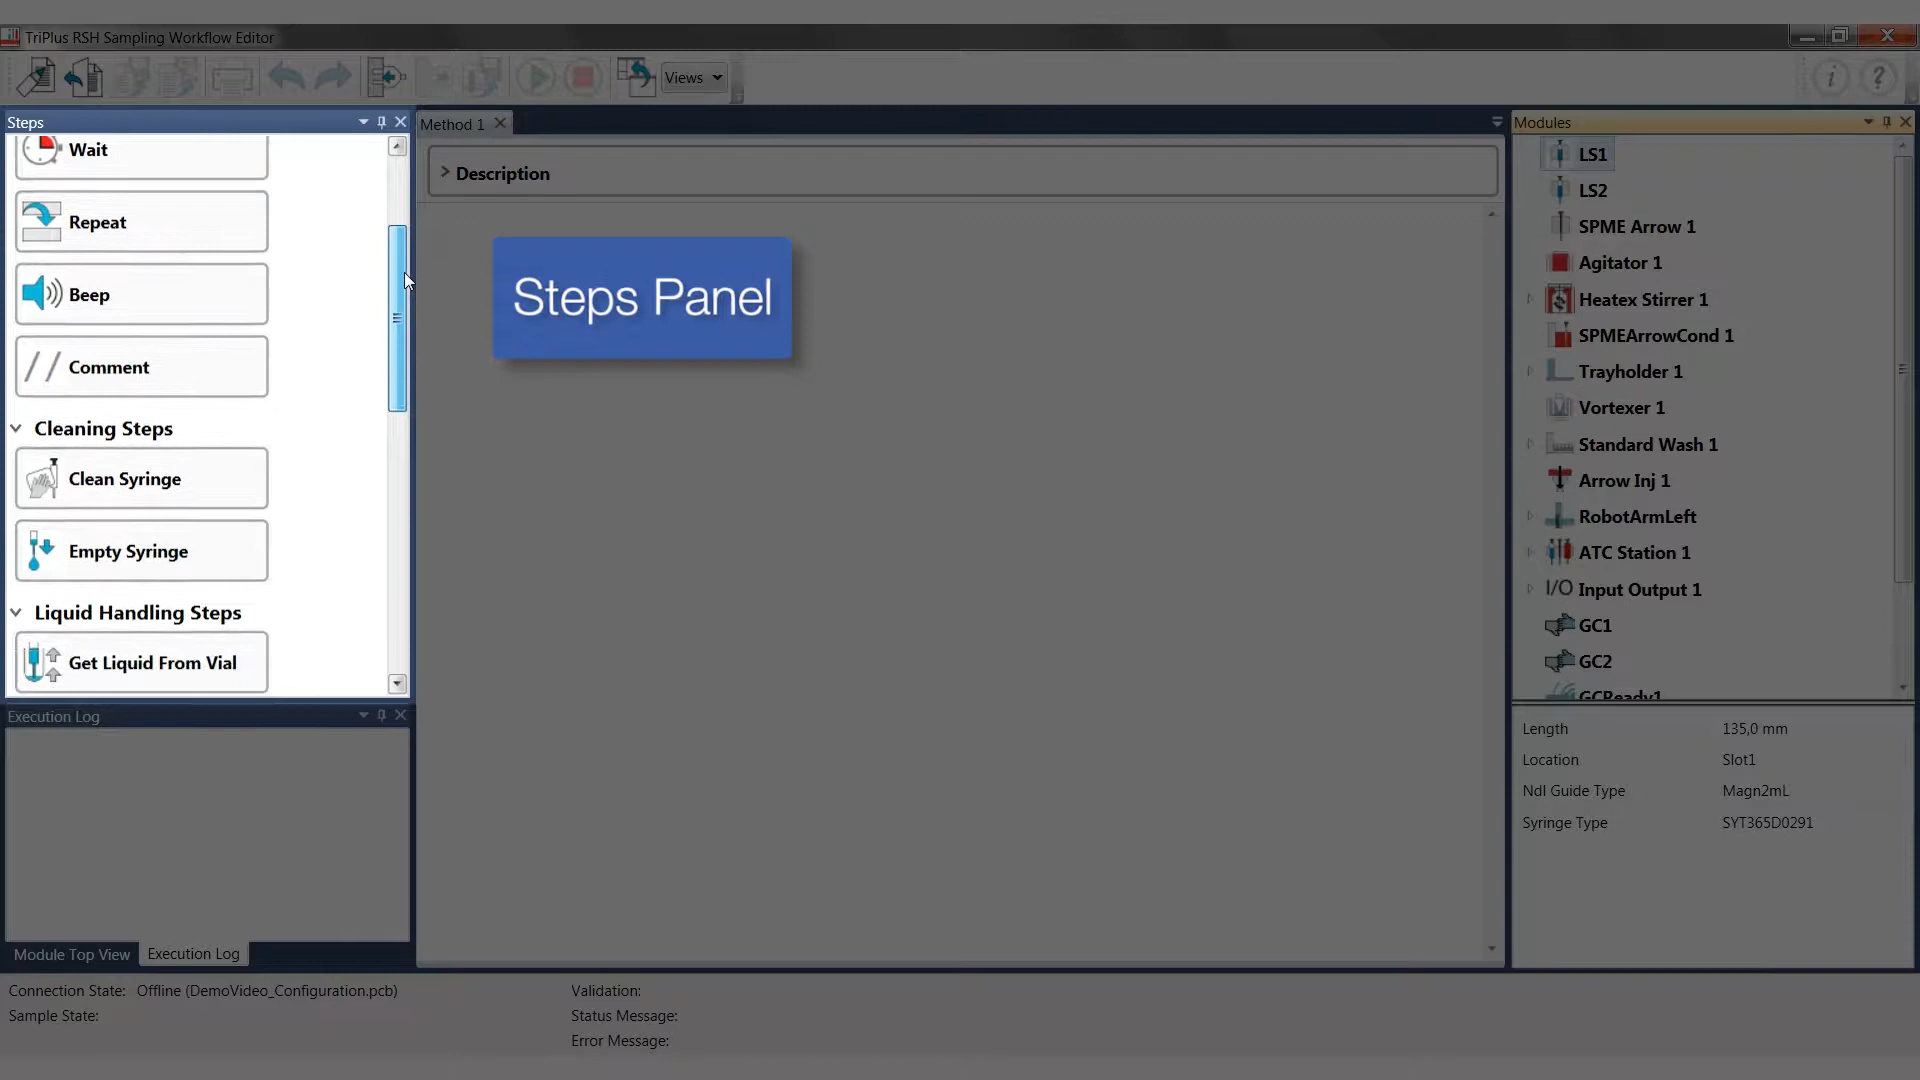 TriPlus RSH Sampling Workflow Editor
Views
Steps
Wait
Repeat
Beep
Comment
Cleaning Steps
Clean Syringe
Empty Syringe
Liquid Handling Steps
Get Liquid From Vial
Execution Log
Module Top View
Execution Log
Method 1
Description
Steps Panel
Modules
LS1
LS2
SPME Arrow 1
Agitator 1
Heatex Stirrer 1
SPMEArrowCond 1
Trayholder 1
Vortexer 1
Standard Wash 1
Arrow Inj 1
RobotArmLeft
ATC Station 1
I/O Input Output 1
GC1
GC2
GCReady1
Length 135,0 mm
Location Slot1
Ndl Guide Type Magn2mL
Syringe Type SYT365D0291
Connection State: Offline (DemoVideo_Configuration.pcb)
Sample State:
Validation:
Status Message:
Error Message: